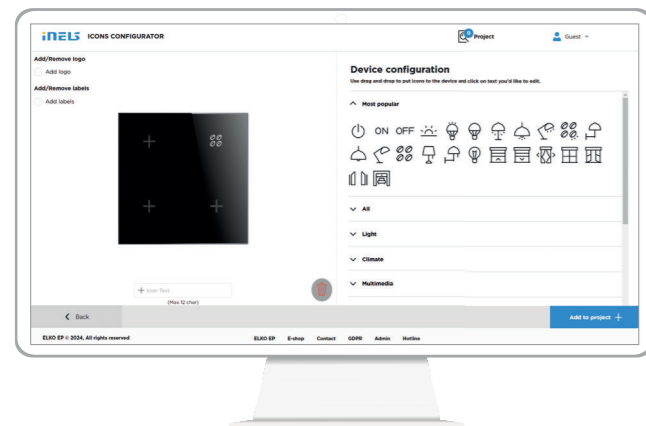 iNELS ICONS CONFIGURATOR
0
Project
Guest
Add/Remove logo
Add logo
Add/Remove labels
Add labels
Device configuration
Use drag and drop to put icons to the device and click on text you'd like to edit.
Most popular
ON OFF
All
Light
Climate
Multimedia
+ Icon Text
(Max 12 char)
Back
Add to project +
ELKO EP © 2024, All rights reserved
ELKO EP E-shop Contact GDPR Admin Hotline